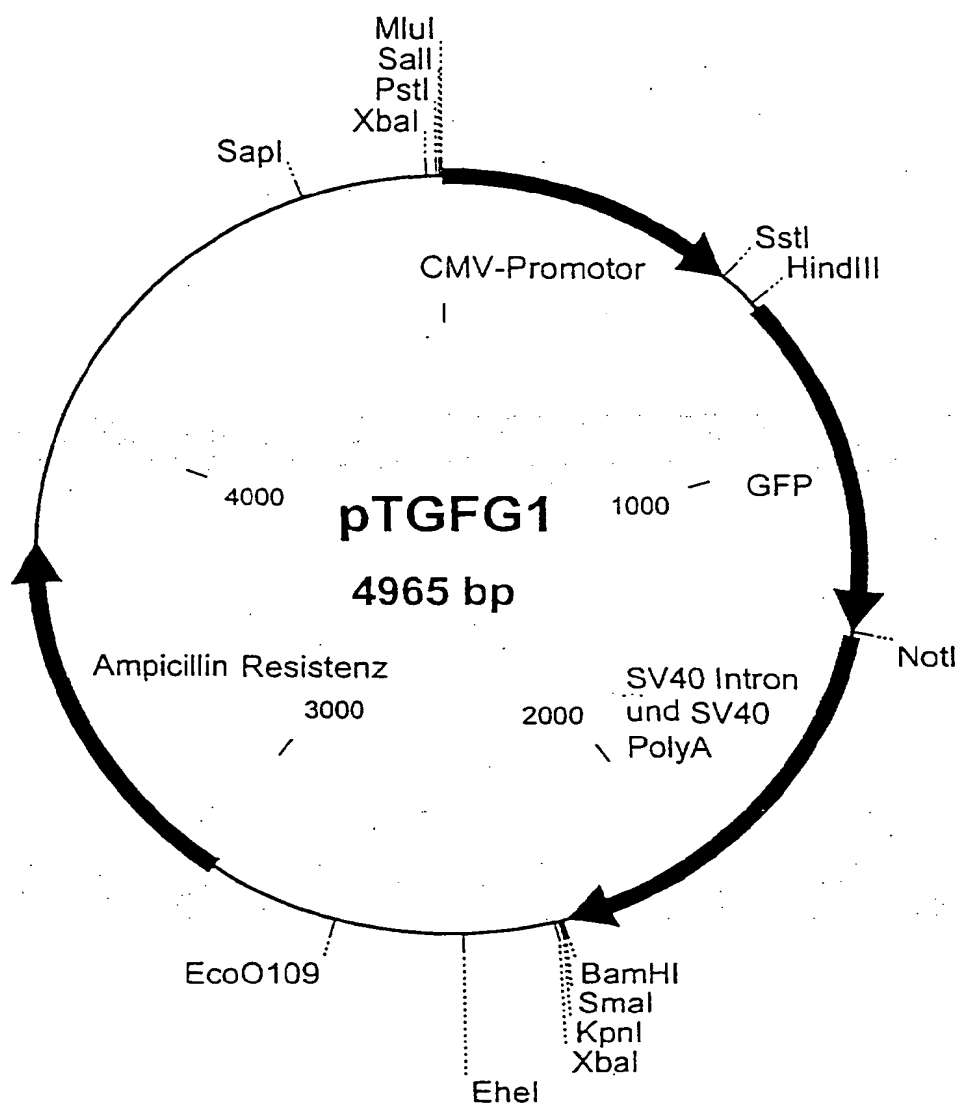 MluI
SalI
PstI
XbaI
SapI
SstI
HindIII
CMV-Promotor
4000
1000
GFP
pTGFG1
4965 bp
NotI
Ampicillin Resistenz
SV40 Intron
und SV40
PolyA
3000
2000
EcoO109
BamHI
SmaI
KpnI
XbaI
EheI